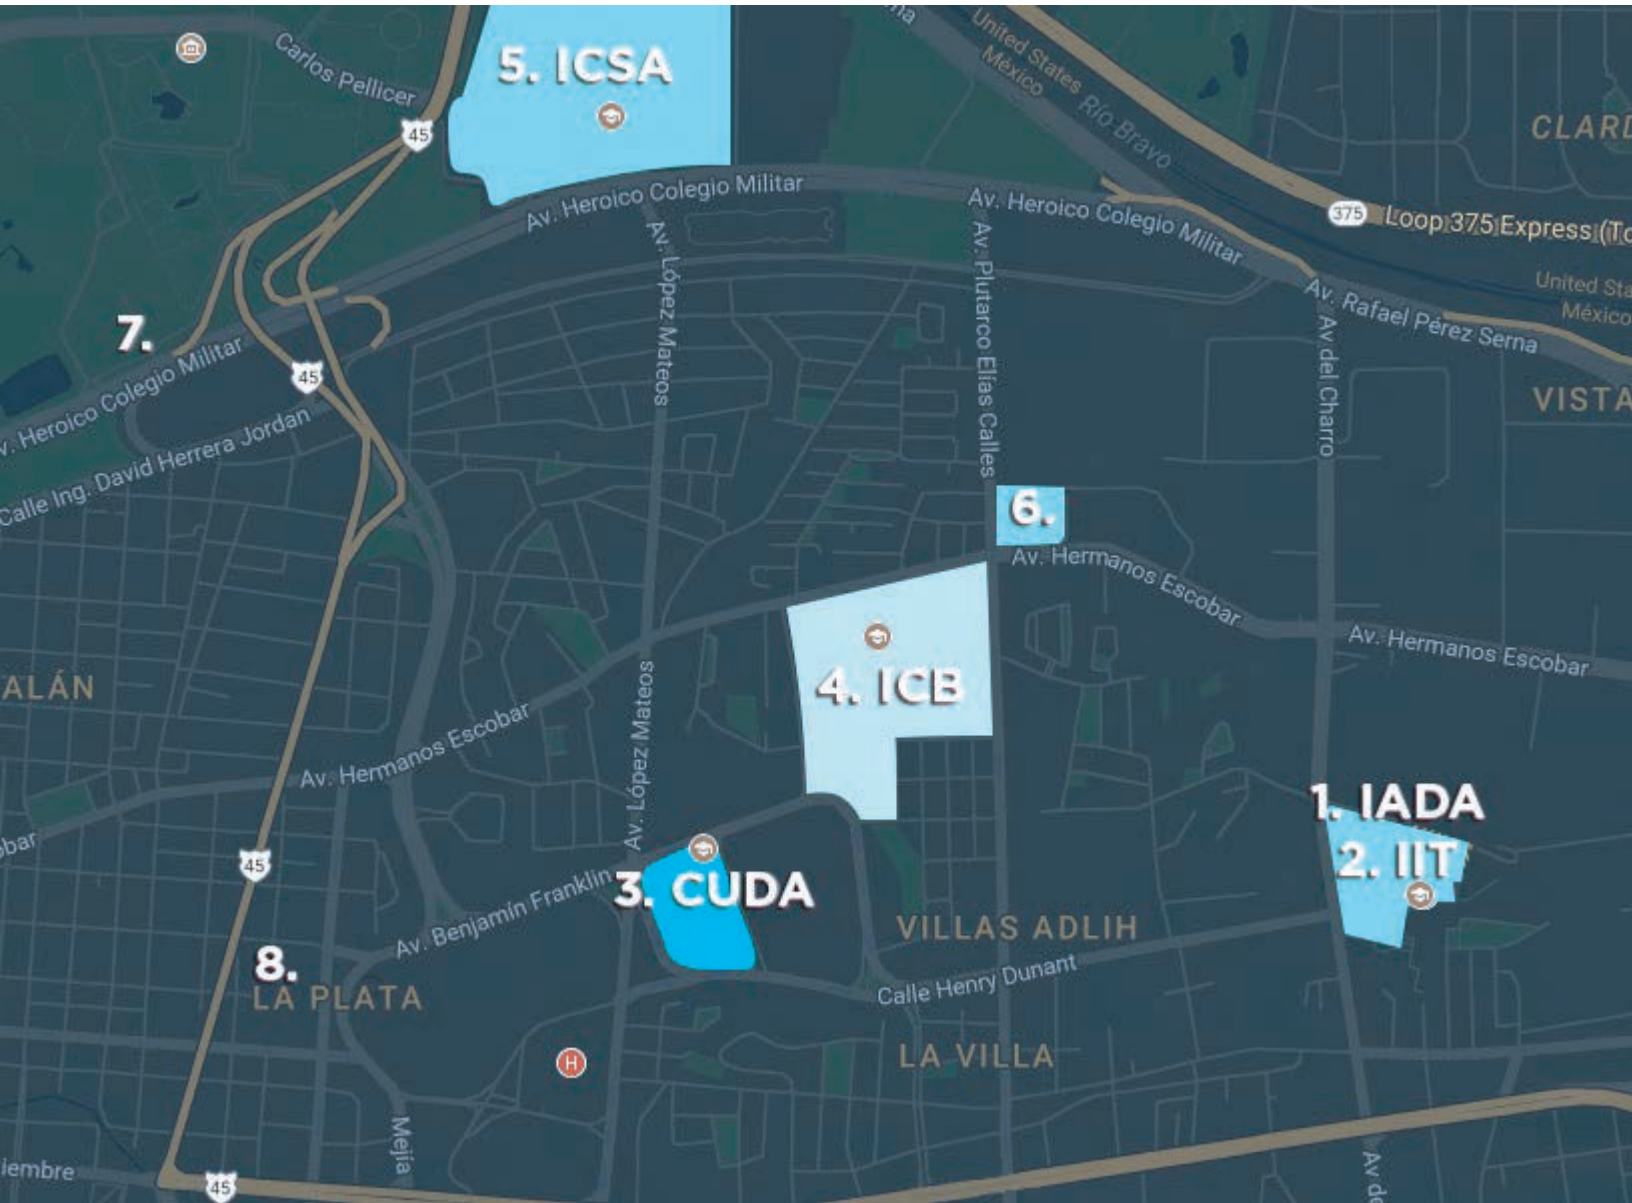 na
United States
México
Carlos Pellicer
5. ICSA
45
Río Bravo
CLARD
Av. Heroico Colegio Militar
Av. Heroico Colegio Militar
375
Loop 375 Express (To
United Sta
México
Av. López Mateos
Av. Plutarco Elías Calles
Av. Rafael Pérez Serna
Av del Charro
7.
v. Heroico Colegio Militar
45
VISTA
Calle Ing. David Herrera Jordan
6.
Av. Hermanos Escobar
Av. Hermanos Escobar
4. ICB
ALÁN
Av. López Mateos
Av. Hermanos Escobar
obar
1. IADA
2. IIT
45
3. CUDA
Av. Benjamín Franklin
VILLAS ADLIH
8.
LA PLATA
Calle Henry Dunant
LA VILLA
H
Mejía
iembre
45
Av de